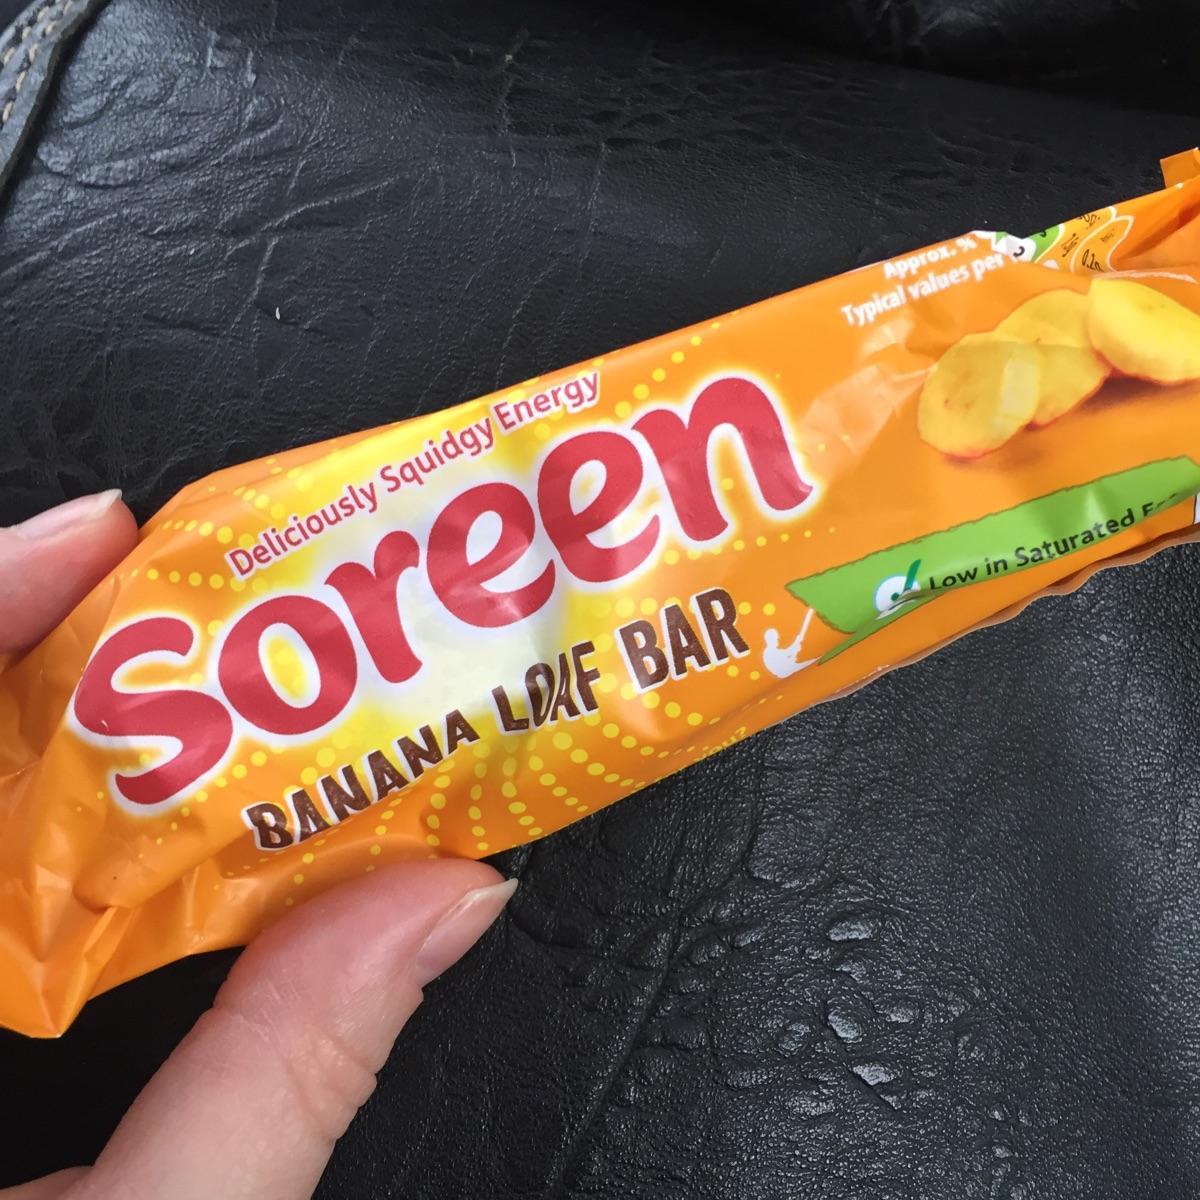 Approx. %
Typical values per
Deliciously Squidgy Energy
Soreen
BANANA LOAF BAR
Low in Saturated